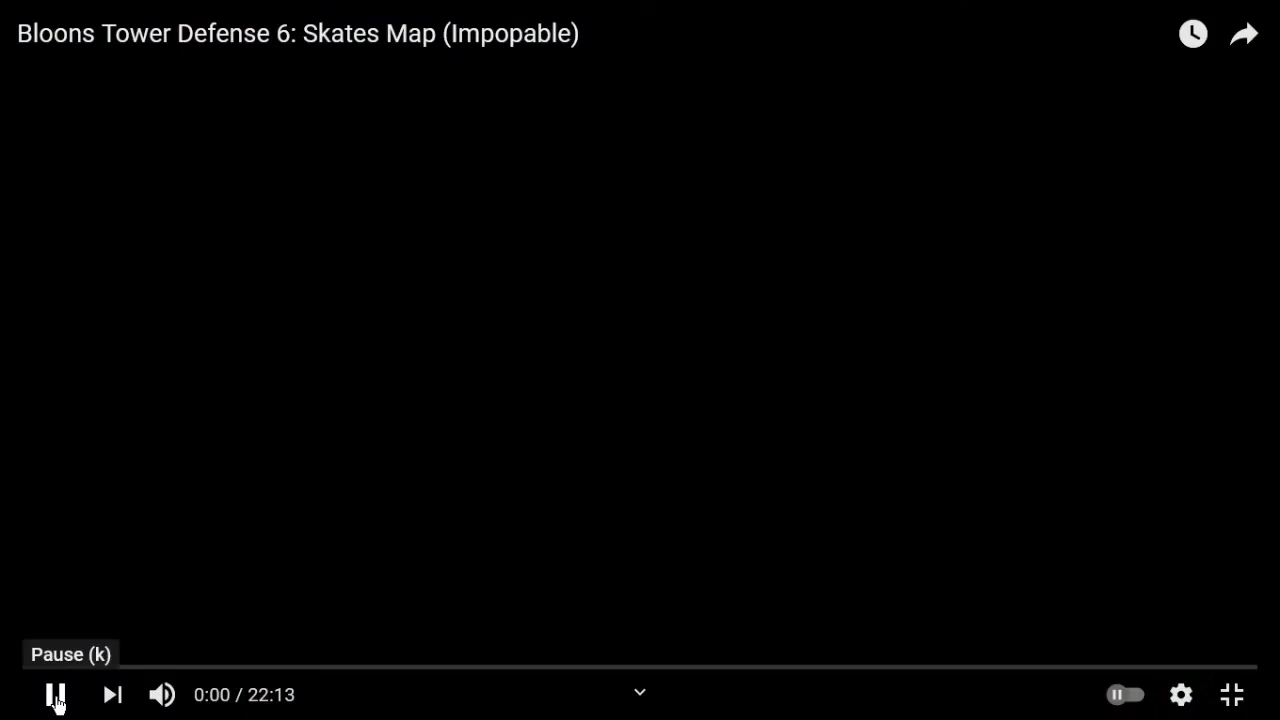 Bloons Tower Defense 6: Skates Map (Impopable)
Pause (k)
0:00 / 22:13